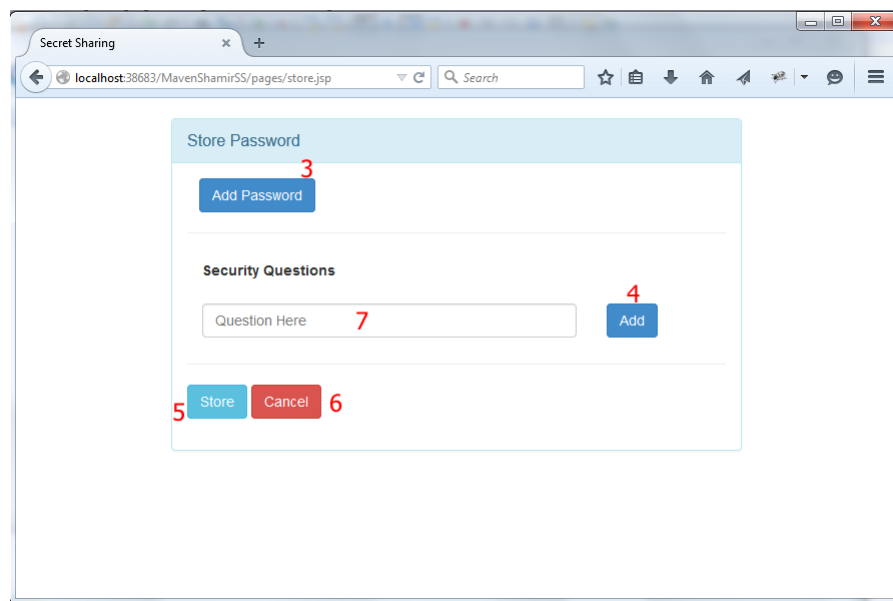 Secret Sharing × +
localhost:38683/MavenShamirSS/pages/store.jsp Search
Store Password
3
Add Password
Security Questions
4
Question Here 7 Add
5 Store Cancel 6